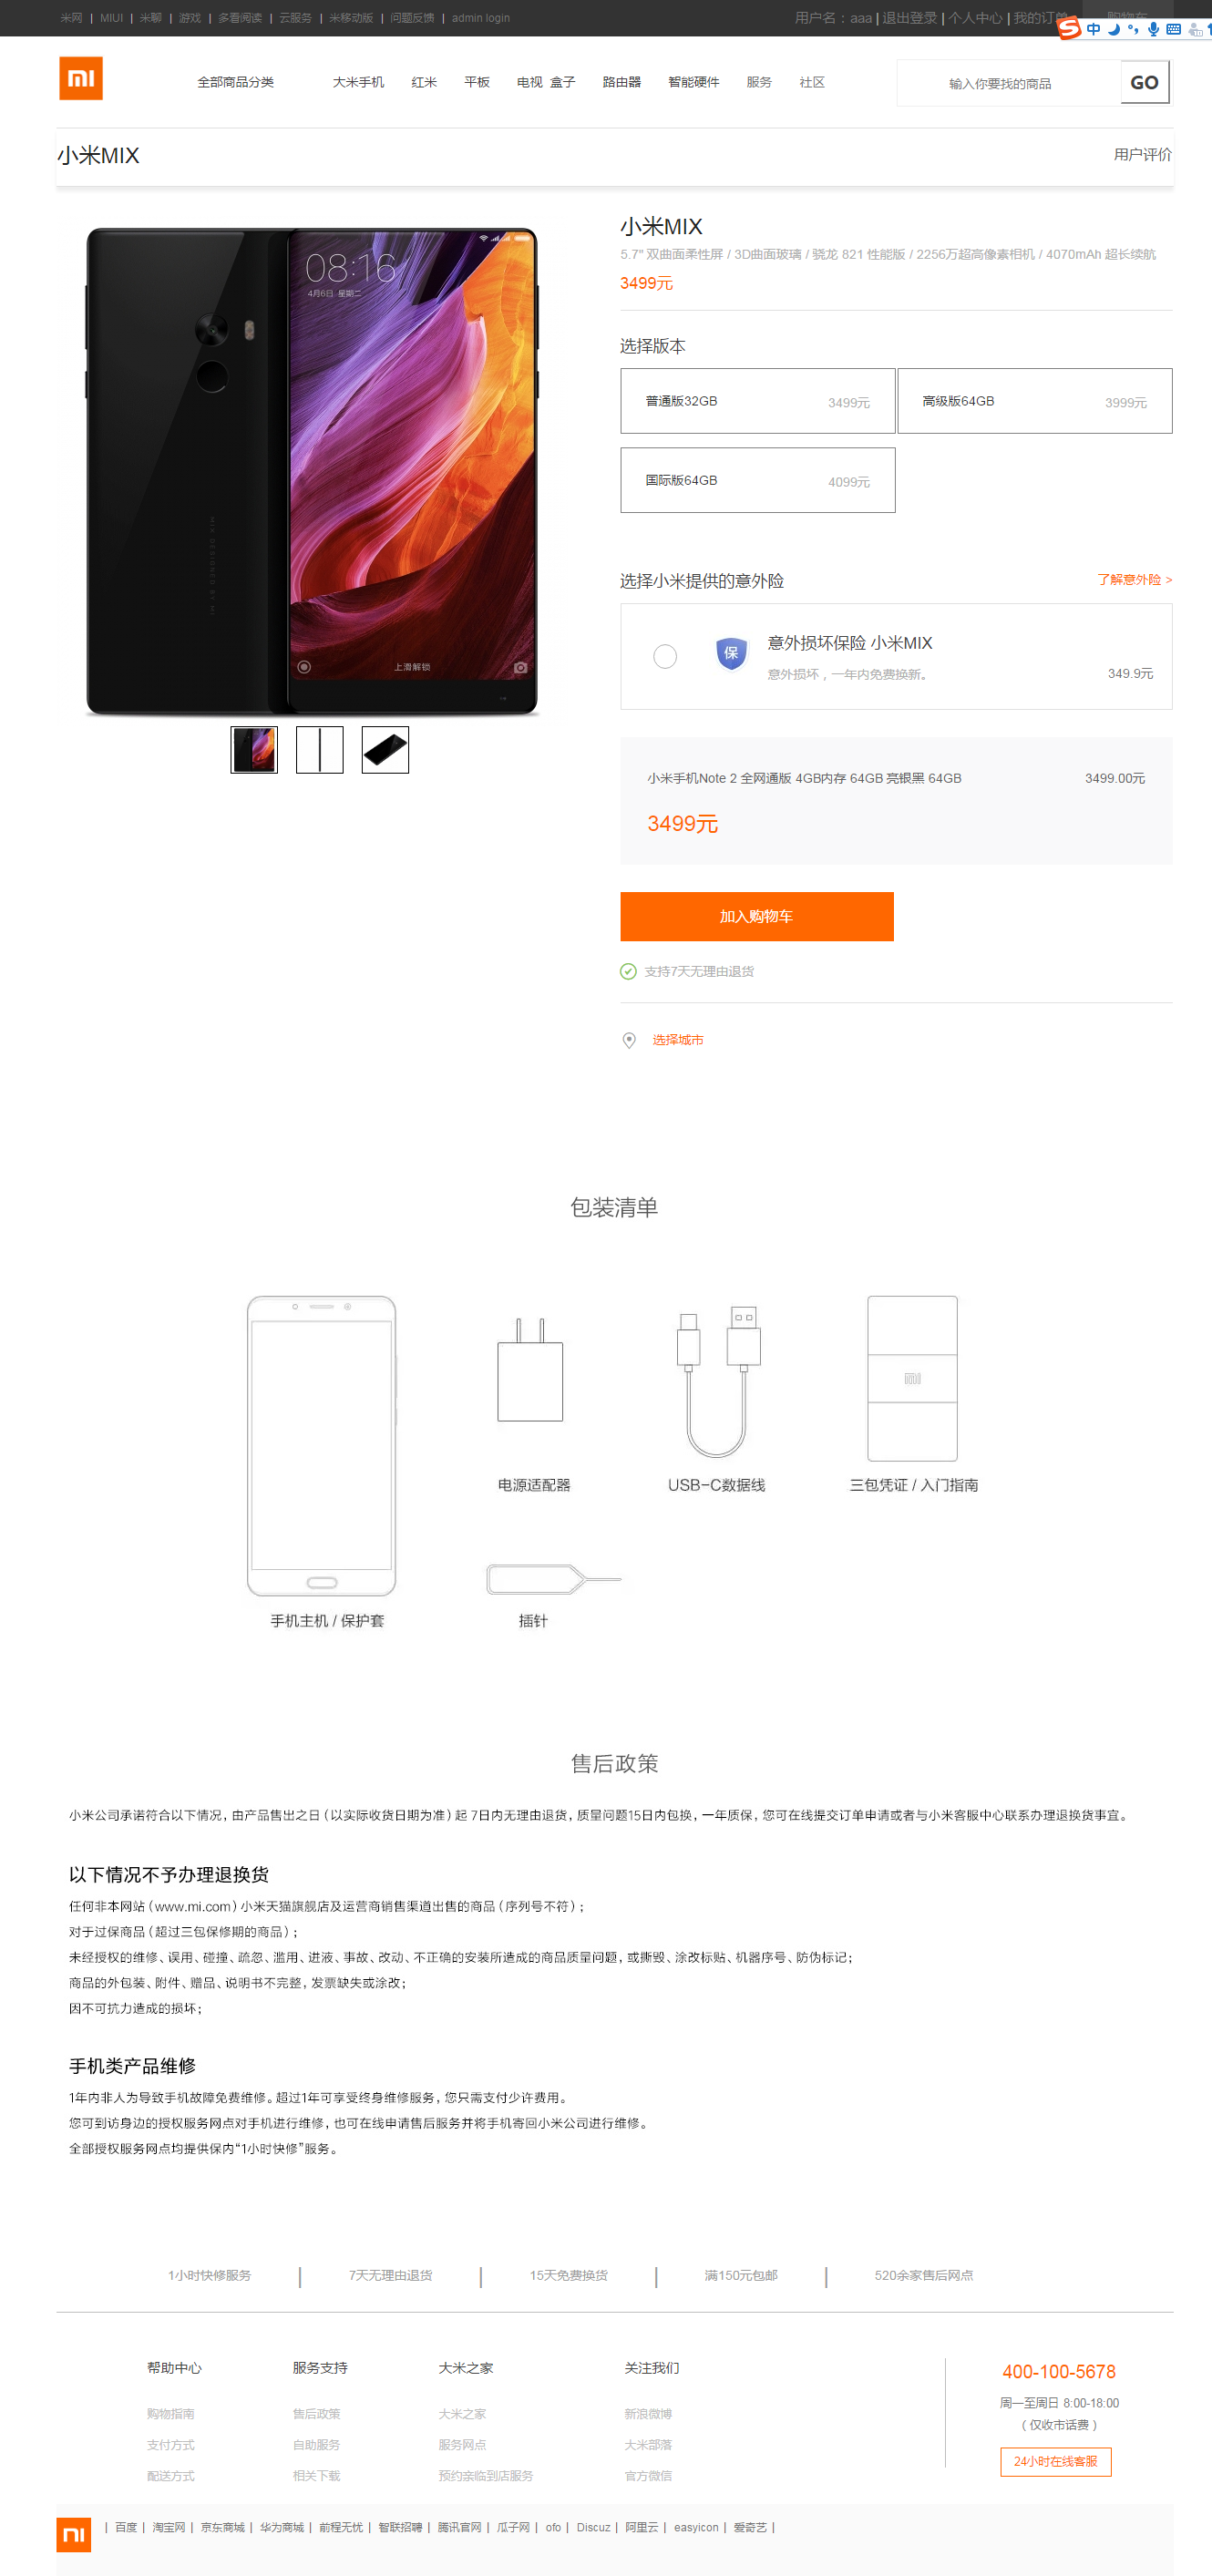 米网 | MIUI | 米聊 | 游戏 | 多看阅读 | 云服务 | 米移动版 | 问题反馈 | admin login
用户名：aaa | 退出登录 | 个人中心 | 我的订单
购物车
中
mi
全部商品分类 大米手机 红米 平板 电视 盒子 路由器 智能硬件 服务 社区
输入你要找的商品 GO
小米MIX
用户评价
08:16
4月6日 星期二
MIX DESIGNED BY MI
上滑解锁
小米MIX
5.7" 双曲面柔性屏 / 3D曲面玻璃 / 骁龙 821 性能版 / 2256万超高像素相机 / 4070mAh 超长续航
3499元
选择版本
普通版32GB 3499元
高级版64GB 3999元
国际版64GB 4099元
选择小米提供的意外险 了解意外险 >
保
意外损坏保险 小米MIX
意外损坏，一年内免费换新。 349.9元
小米手机Note 2 全网通版 4GB内存 64GB 亮银黑 64GB 3499.00元
3499元
加入购物车
支持7天无理由退货
选择城市
包装清单
电源适配器 USB-C数据线 三包凭证 / 入门指南
手机主机 / 保护套 插针
售后政策
小米公司承诺符合以下情况，由产品售出之日（以实际收货日期为准）起 7日内无理由退货，质量问题15日内包换，一年质保，您可在线提交订单申请或者与小米客服中心联系办理退换货事宜。
以下情况不予办理退换货
任何非本网站（www.mi.com）小米天猫旗舰店及运营商销售渠道出售的商品（序列号不符）；
对于过保商品（超过三包保修期的商品）；
未经授权的维修、误用、碰撞、疏忽、滥用、进液、事故、改动、不正确的安装所造成的商品质量问题，或撕毁、涂改标贴、机器序号、防伪标记；
商品的外包装、附件、赠品、说明书不完整，发票缺失或涂改；
因不可抗力造成的损坏；
手机类产品维修
1年内非人为导致手机故障免费维修。超过1年可享受终身维修服务，您只需支付少许费用。
您可到访身边的授权服务网点对手机进行维修，也可在线申请售后服务并将手机寄回小米公司进行维修。
全部授权服务网点均提供保内“1小时快修”服务。
1小时快修服务 | 7天无理由退货 | 15天免费换货 | 满150元包邮 | 520余家售后网点
帮助中心 服务支持 大米之家 关注我们
购物指南 售后政策 大米之家 新浪微博
支付方式 自助服务 服务网点 大米部落
配送方式 相关下载 预约亲临到店服务 官方微信
400-100-5678
周一至周日 8:00-18:00
（仅收市话费）
24小时在线客服
| 百度 | 淘宝网 | 京东商城 | 华为商城 | 前程无忧 | 智联招聘 | 腾讯官网 | 瓜子网 | ofo | Discuz | 阿里云 | easyicon | 爱奇艺 |